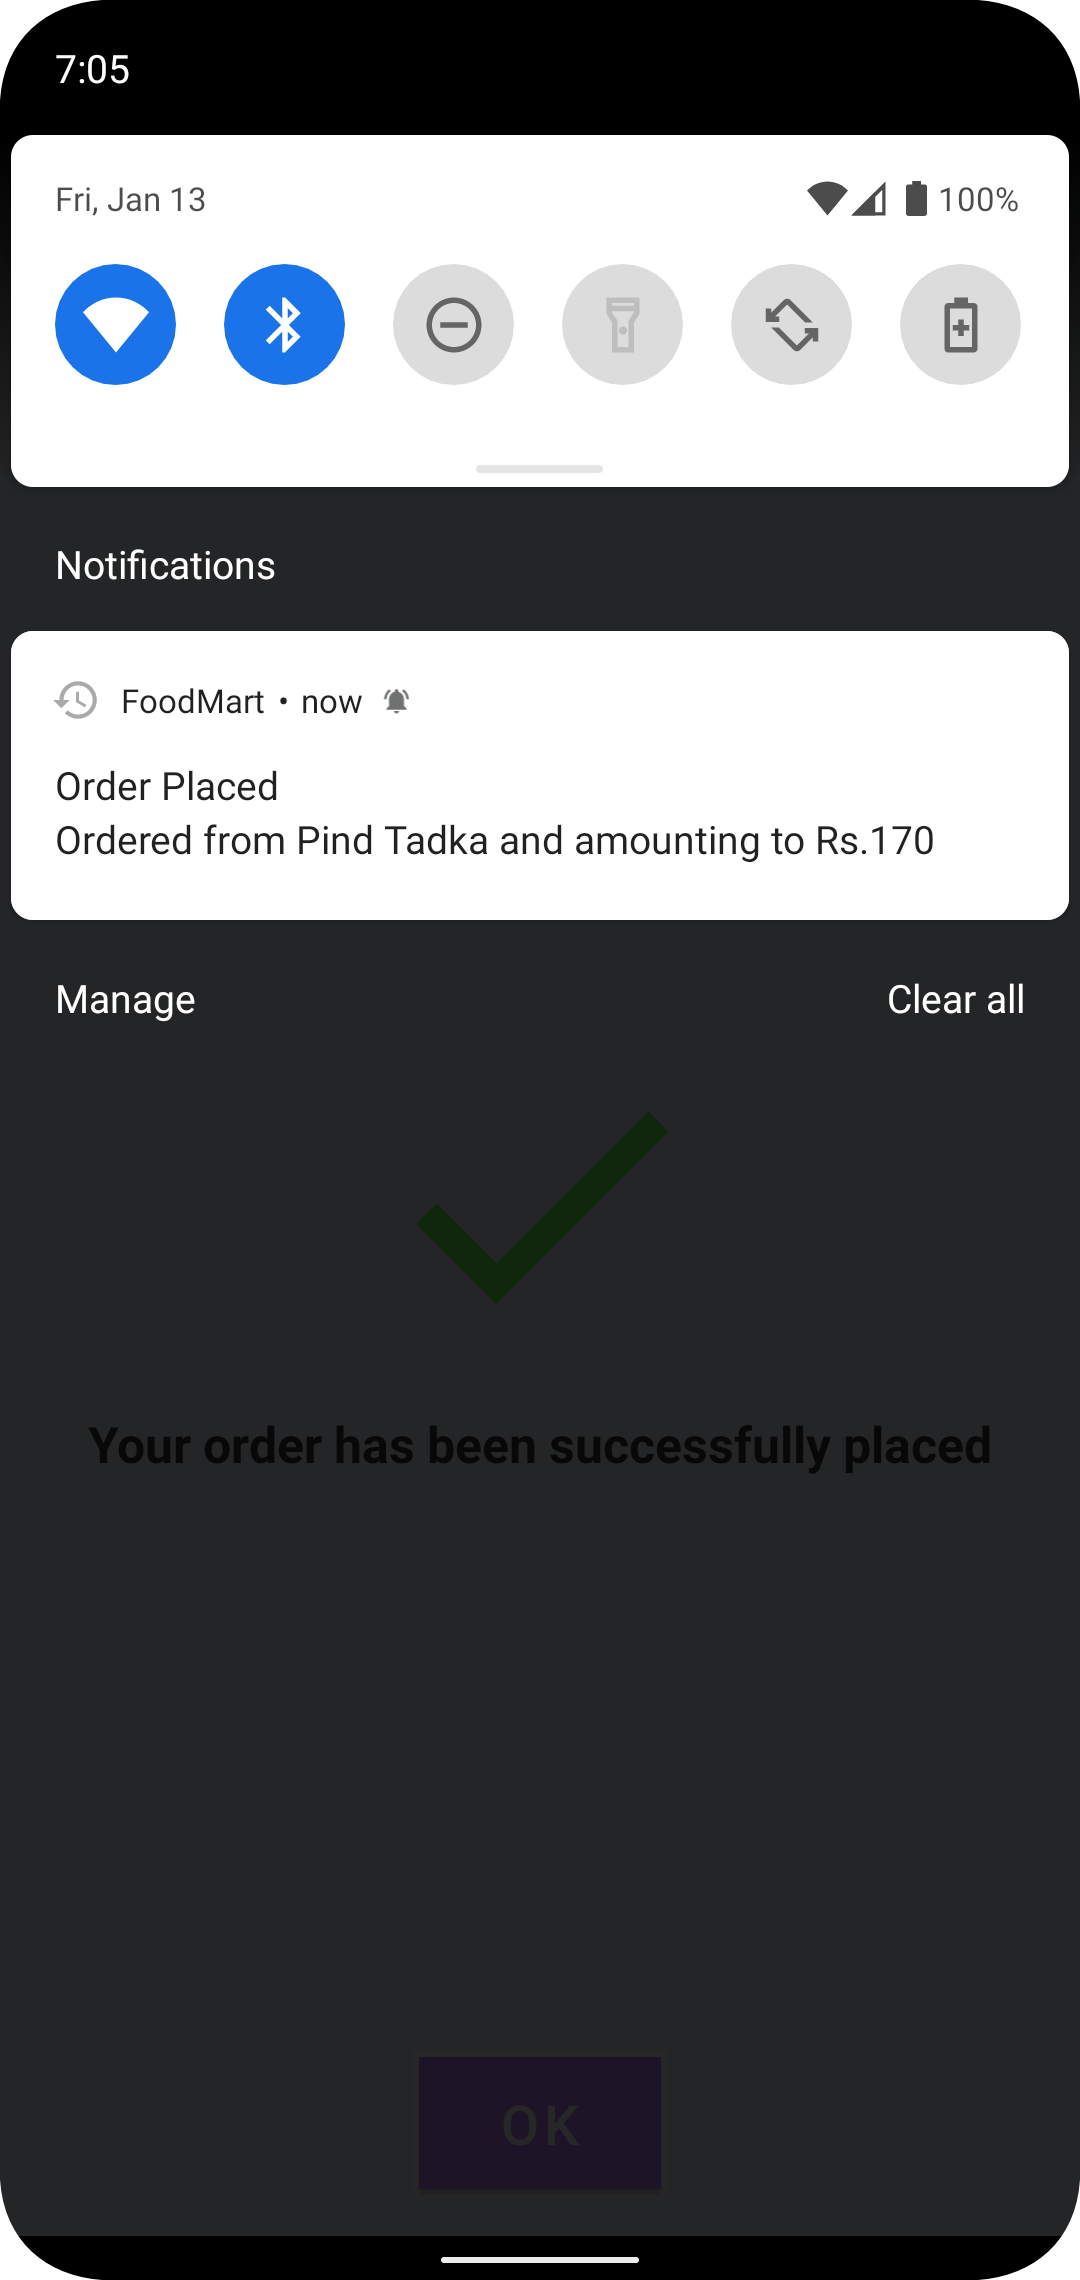 7:05
Fri, Jan 13
100%
Notifications
FoodMart • now
Order Placed
Ordered from Pind Tadka and amounting to Rs.170
Manage
Clear all
Your order has been successfully placed
OK